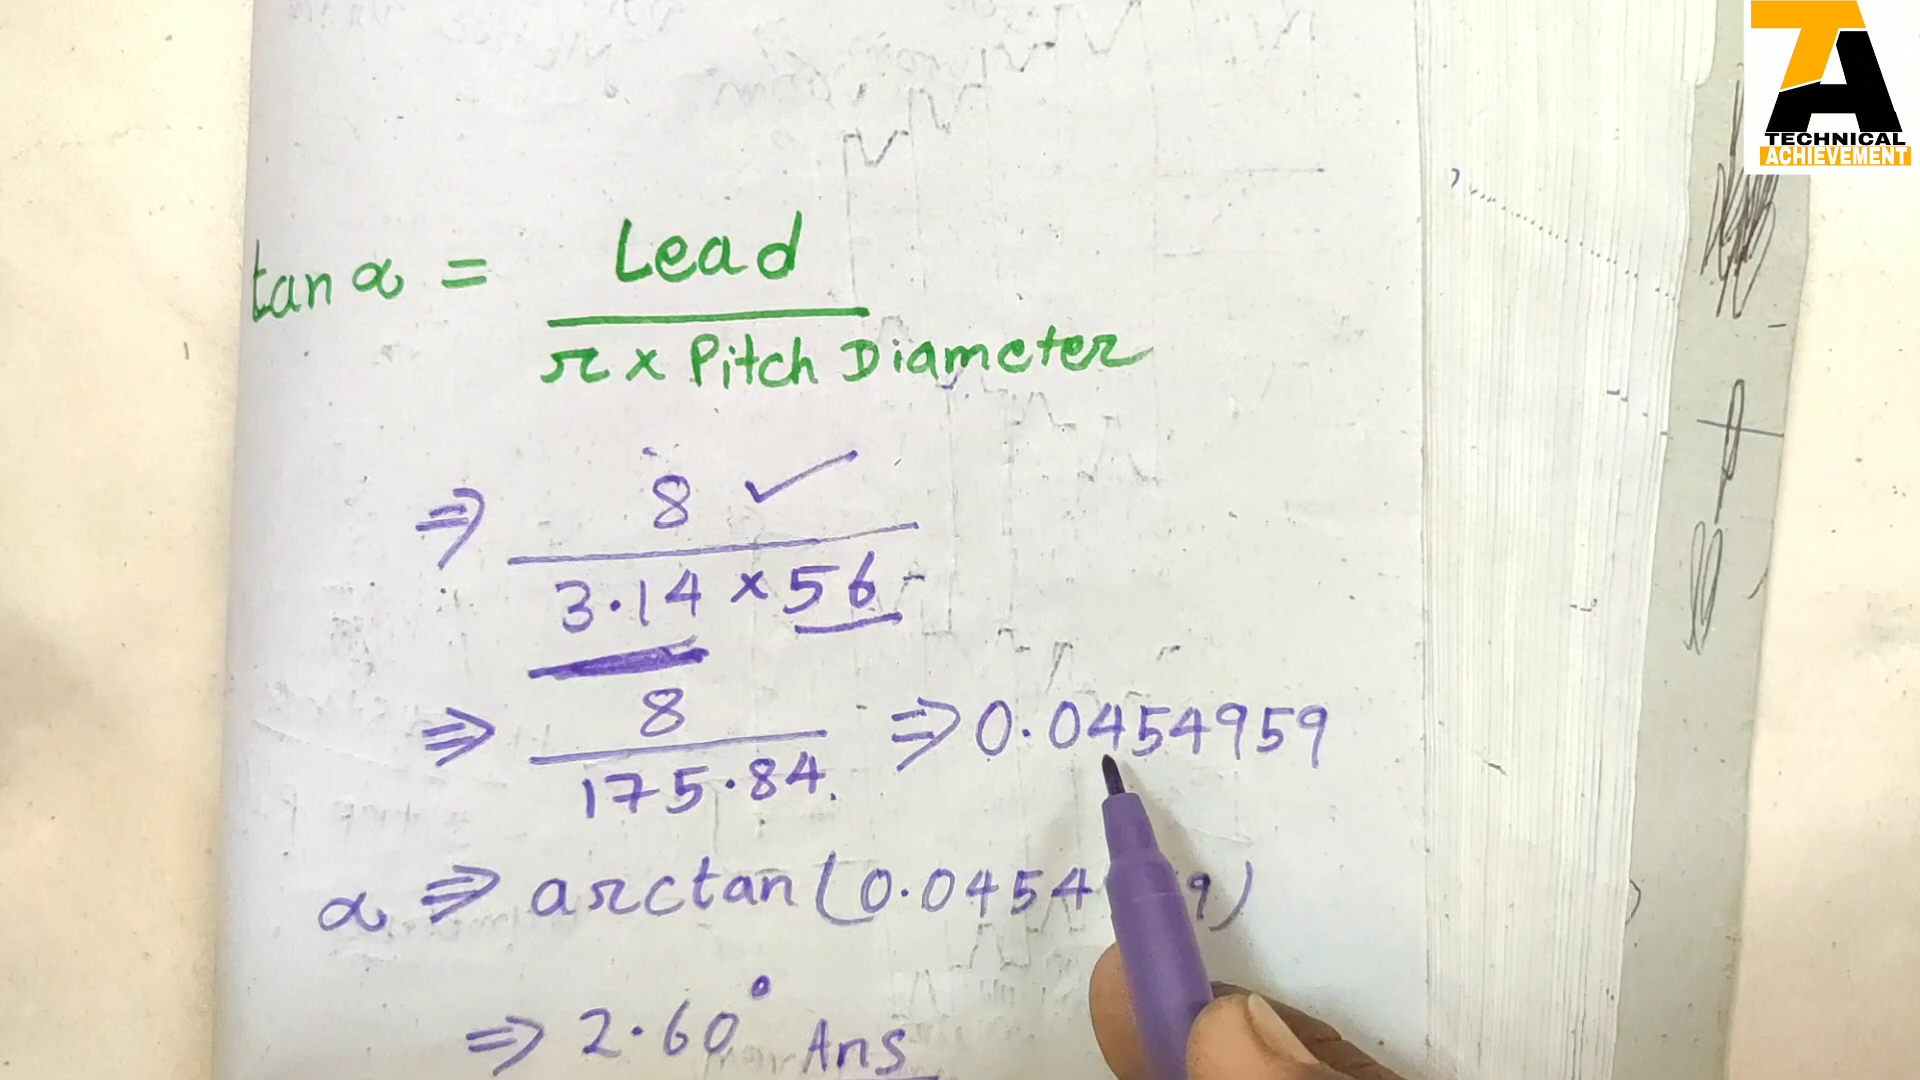 TECHNICAL
ACHIEVEMENT
tan α = Lead
π x Pitch Diameter
⇒ 8 ✓
3.14 x 56
⇒ 8
175.84 ⇒ 0.0454959
α ⇒ arctan (0.0454 9)
⇒ 2.60° Ans